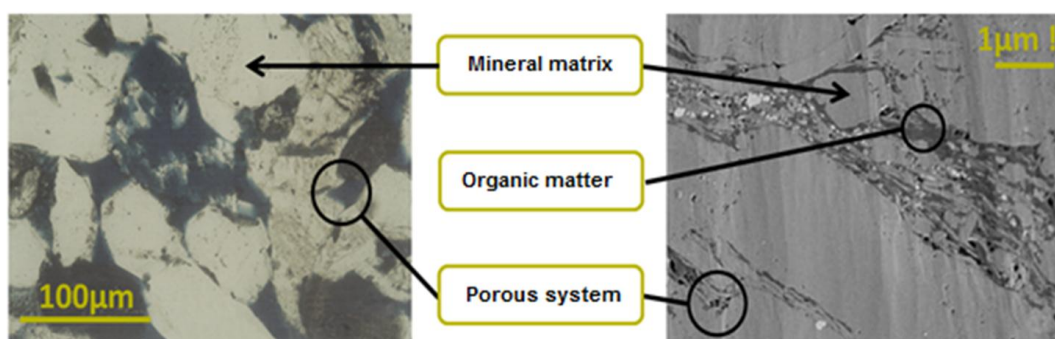 Mineral matrix
1µm !
Organic matter
Porous system
100µm